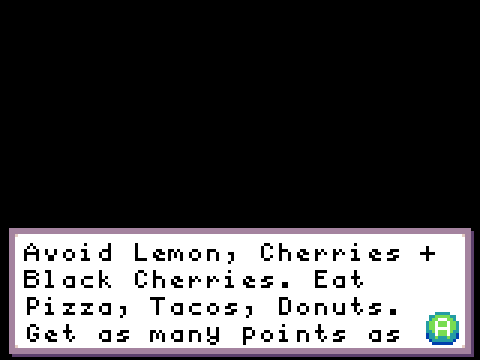 Avoid Lemon, Cherries +
Black Cherries. Eat
Pizza, Tacos, Donuts.
Get as many points as
A